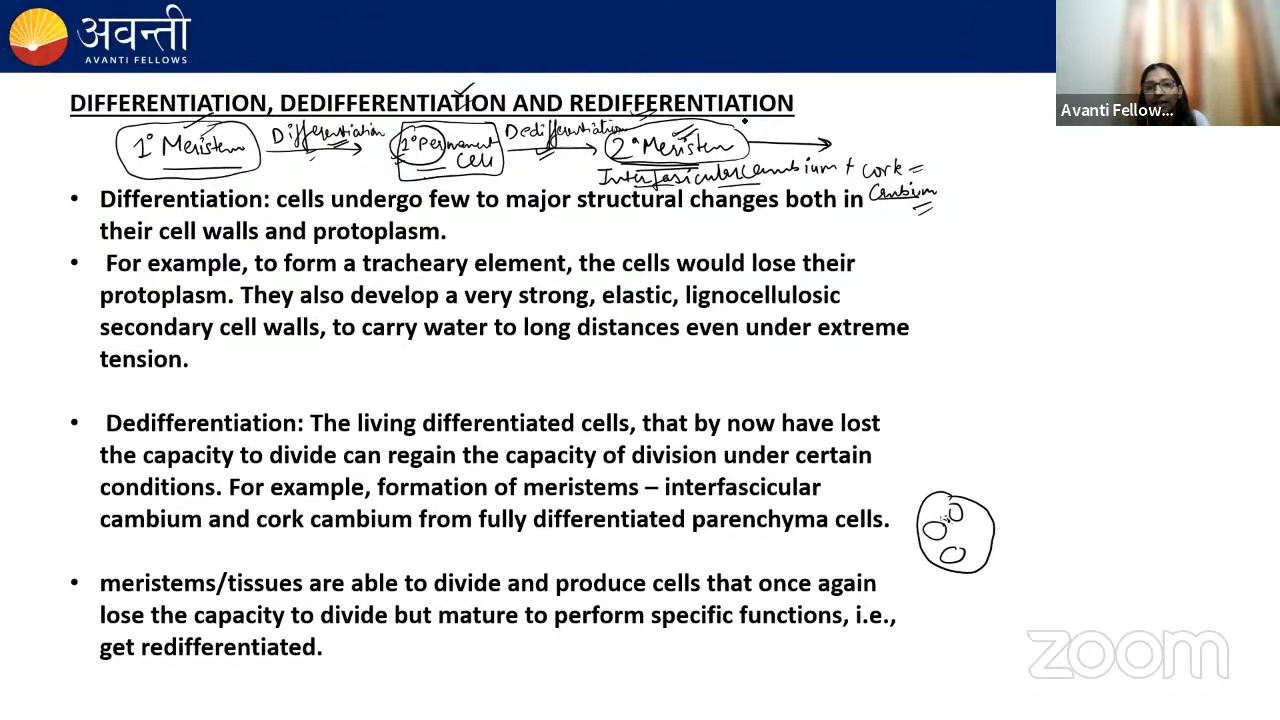 अवन्ती
AVANTI FELLOWS
Avanti Fellow...
DIFFERENTIATION, DEDIFFERENTIATION AND REDIFFERENTIATION
1° Meristem Differentiation 1° Permanent Cell Dedifferentiation 2° Meristem
Interfasicular Cambium + cork Cambium
• Differentiation: cells undergo few to major structural changes both in
their cell walls and protoplasm.
• For example, to form a tracheary element, the cells would lose their
protoplasm. They also develop a very strong, elastic, lignocellulosic
secondary cell walls, to carry water to long distances even under extreme
tension.
• Dedifferentiation: The living differentiated cells, that by now have lost
the capacity to divide can regain the capacity of division under certain
conditions. For example, formation of meristems – interfascicular
cambium and cork cambium from fully differentiated parenchyma cells.
• meristems/tissues are able to divide and produce cells that once again
lose the capacity to divide but mature to perform specific functions, i.e.,
get redifferentiated.
zoom